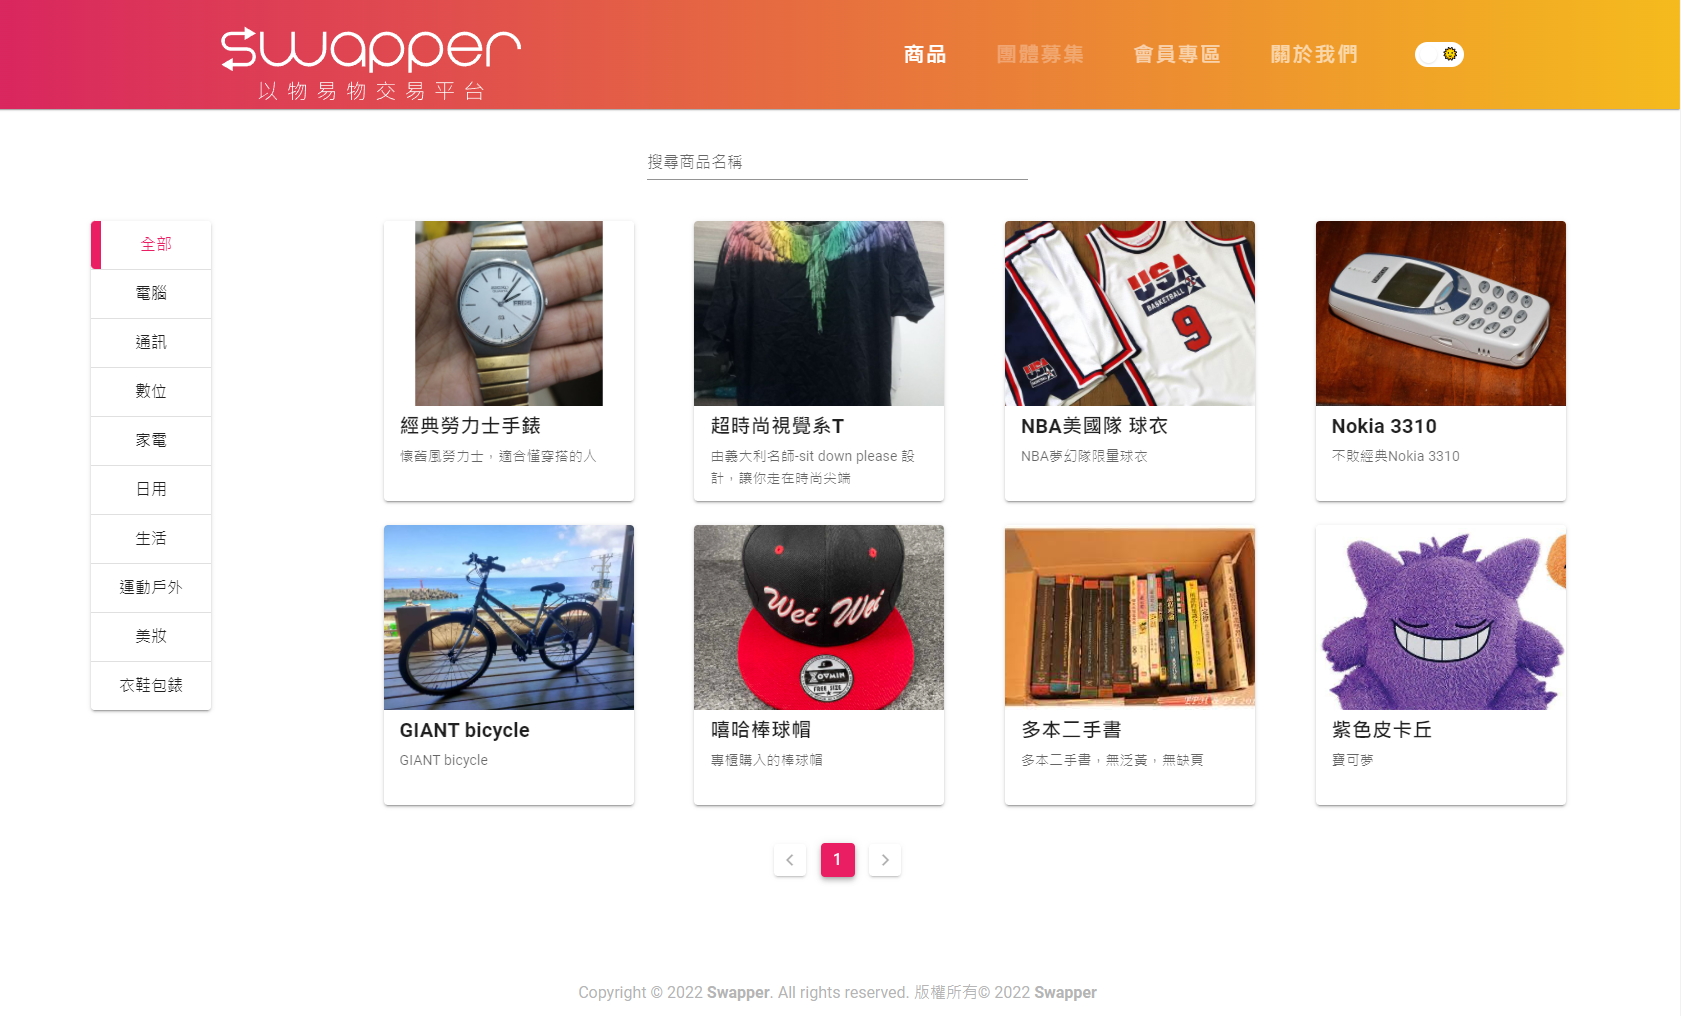 swapper
以物易物交易平台
商品
團體募集
會員專區
關於我們
搜尋商品名稱
全部
電腦
通訊
數位
家電
日用
生活
運動戶外
美妝
衣鞋包錶
SEIKO
經典勞力士手錶
懷舊風勞力士，適合懂穿搭的人
超時尚視覺系T
由義大利名師-sit down please 設
計，讓你走在時尚尖端
USA
BASKETBALL
9
USA
NBA美國隊 球衣
NBA夢幻隊限量球衣
Nokia 3310
不敗經典Nokia 3310
GIANT bicycle
GIANT bicycle
Wei Wei
FREE SIZE
嘻哈棒球帽
專櫃購入的棒球帽
多本二手書
多本二手書，無泛黃，無缺頁
紫色皮卡丘
寶可夢
1
Copyright © 2022 Swapper. All rights reserved. 版權所有© 2022 Swapper